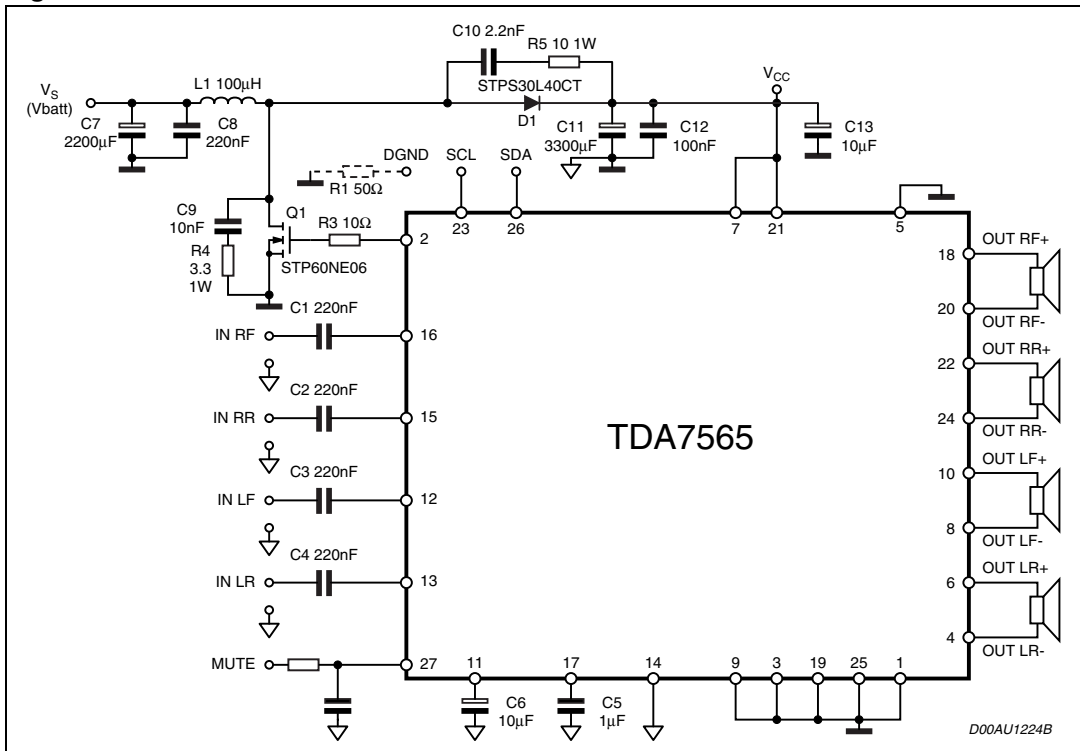 C10 2.2nF
R5 10 1W
STPS30L40CT
D1
VCC
VS
(Vbatt)
L1 100μH
C7
2200μF
C8
220nF
C11
3300μF
C12
100nF
C13
10μF
DGND
SCL
SDA
R1 50Ω
C9
10nF
Q1
R3 10Ω
R4
3.3
1W
STP60NE06
2
23
26
7
21
5
C1 220nF
IN RF
16
C2 220nF
IN RR
15
C3 220nF
IN LF
12
C4 220nF
IN LR
13
MUTE
27
TDA7565
18
OUT RF+
20
OUT RF-
OUT RR+
22
24
OUT RR-
OUT LF+
10
8
OUT LF-
OUT LR+
6
4
OUT LR-
11
17
14
9
3
19
25
1
C6
10μF
C5
1μF
D00AU1224B